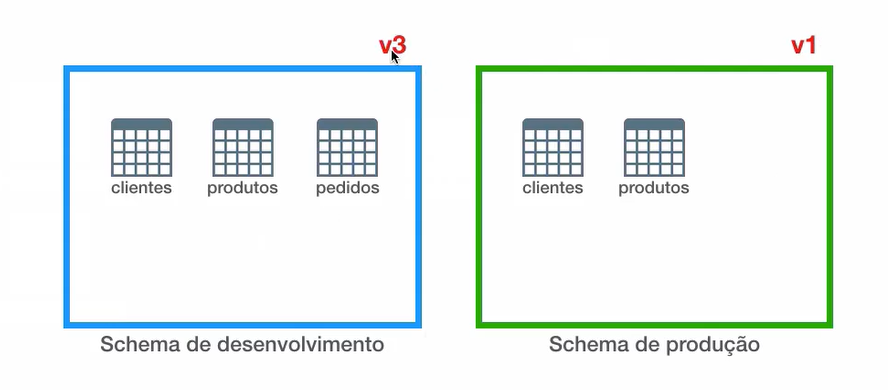 v3
v1
clientes produtos pedidos
clientes produtos
Schema de desenvolvimento
Schema de produção